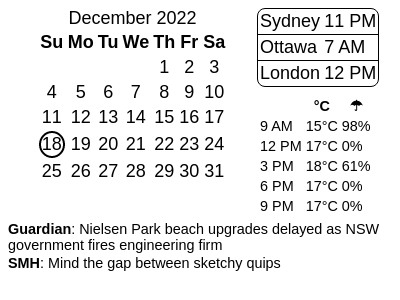 December 2022
Su Mo Tu We Th Fr Sa
1 2 3
4 5 6 7 8 9 10
11 12 13 14 15 16 17
18 19 20 21 22 23 24
25 26 27 28 29 30 31
Sydney 11 PM
Ottawa 7 AM
London 12 PM
°C ☂
9 AM 15°C 98%
12 PM 17°C 0%
3 PM 18°C 61%
6 PM 17°C 0%
9 PM 17°C 0%
Guardian: Nielsen Park beach upgrades delayed as NSW
government fires engineering firm
SMH: Mind the gap between sketchy quips